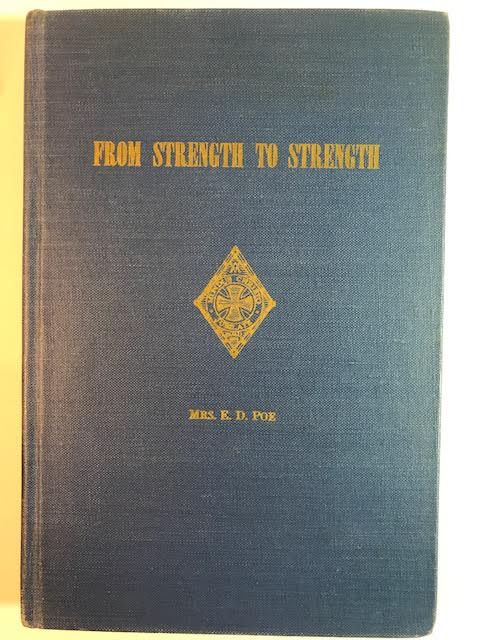 FROM STRENGTH TO STRENGTH
MRS. E. D. POE